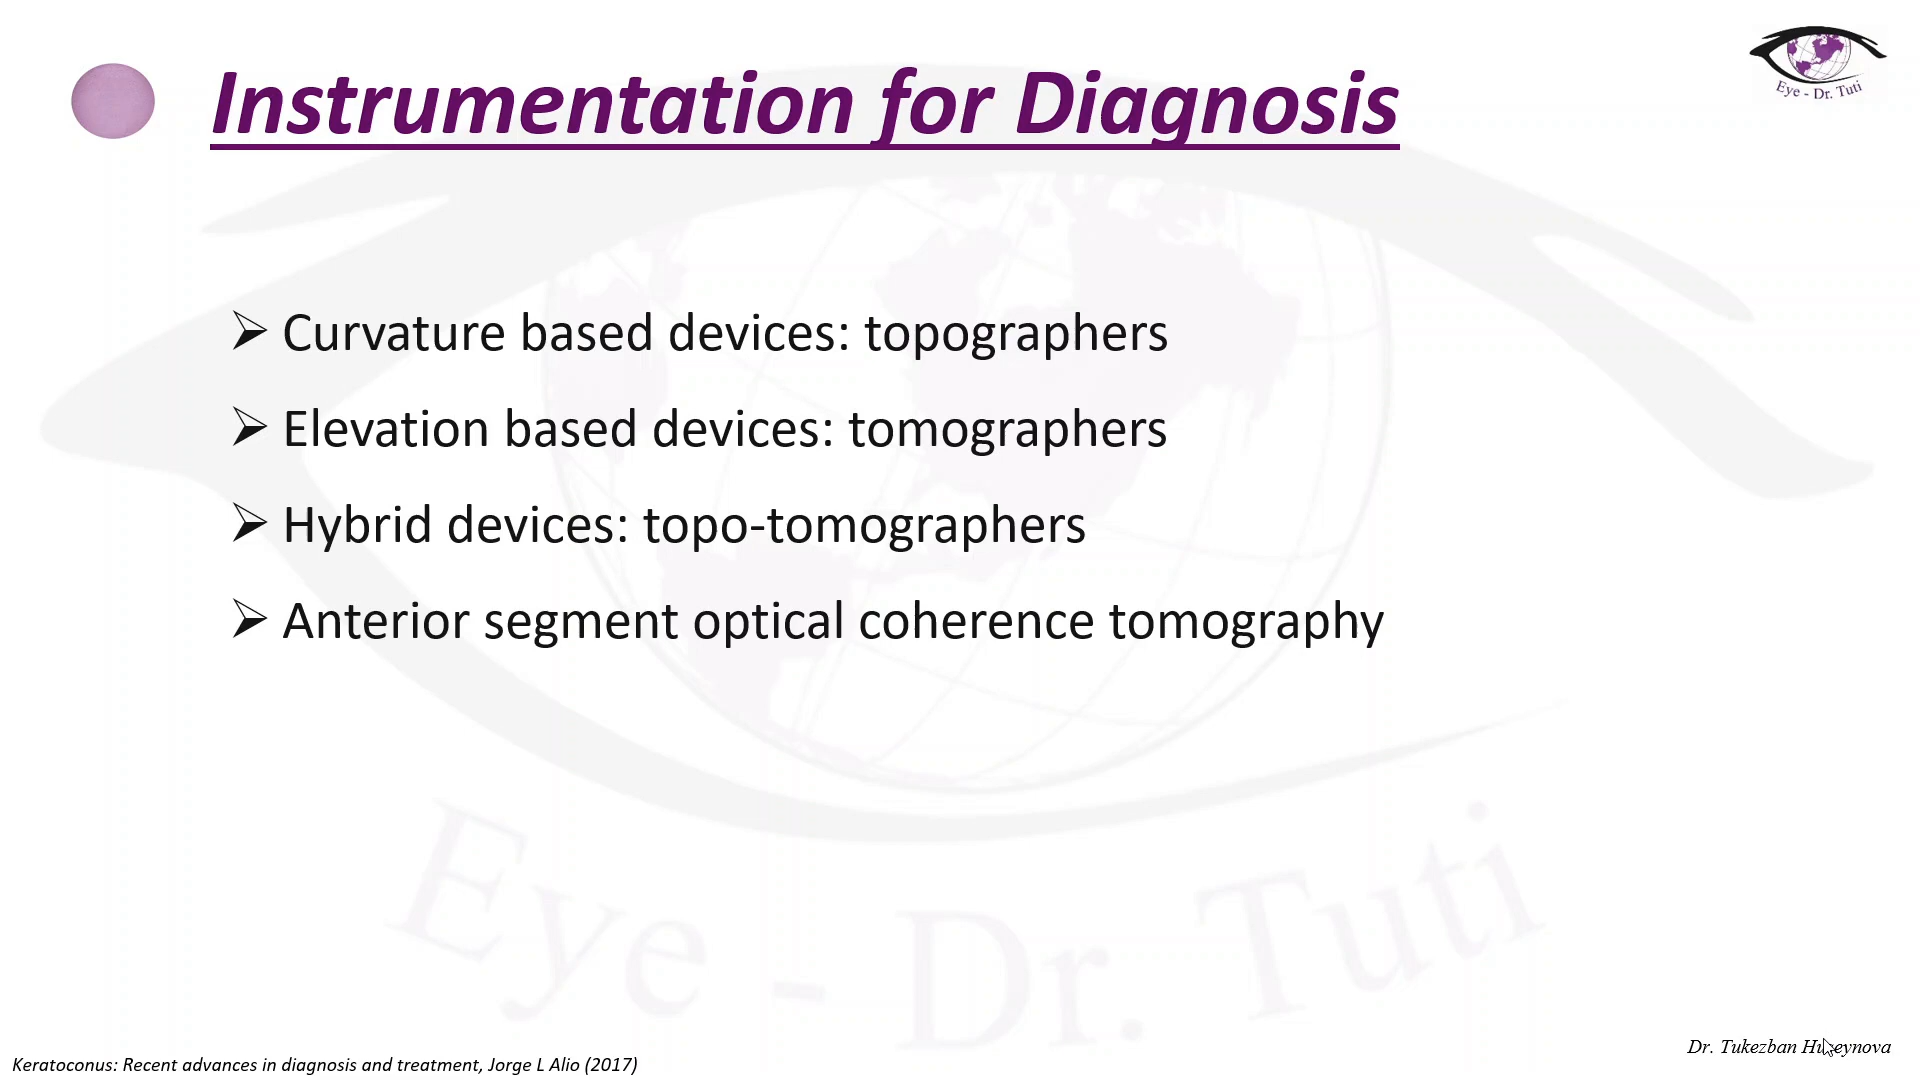 Instrumentation for Diagnosis
Eye - Dr. Tuti
➢ Curvature based devices: topographers
➢ Elevation based devices: tomographers
➢ Hybrid devices: topo-tomographers
➢ Anterior segment optical coherence tomography
Eye - Dr. Tuti
Dr. Tukezban Huseynova
Keratoconus: Recent advances in diagnosis and treatment, Jorge L Alio (2017)